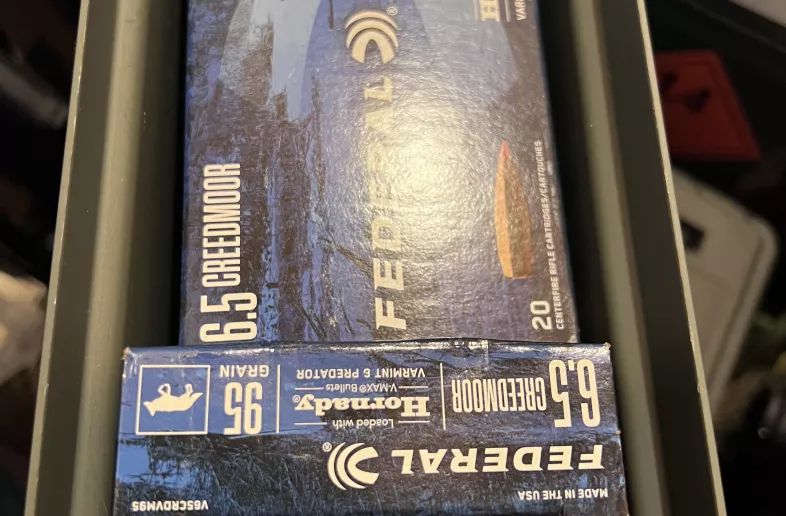 6.5 CREEDMOOR
FEDERAL®
20
CENTERFIRE RIFLE CARTRIDGES/CARTOUCHES
H
VAR
MADE IN THE USA
FEDERAL®
6.5
CREEDMOOR
Loaded with
Hornady®
V-MAX® Bullets
VARMINT & PREDATOR
95
GRAIN
V65CRDVM95